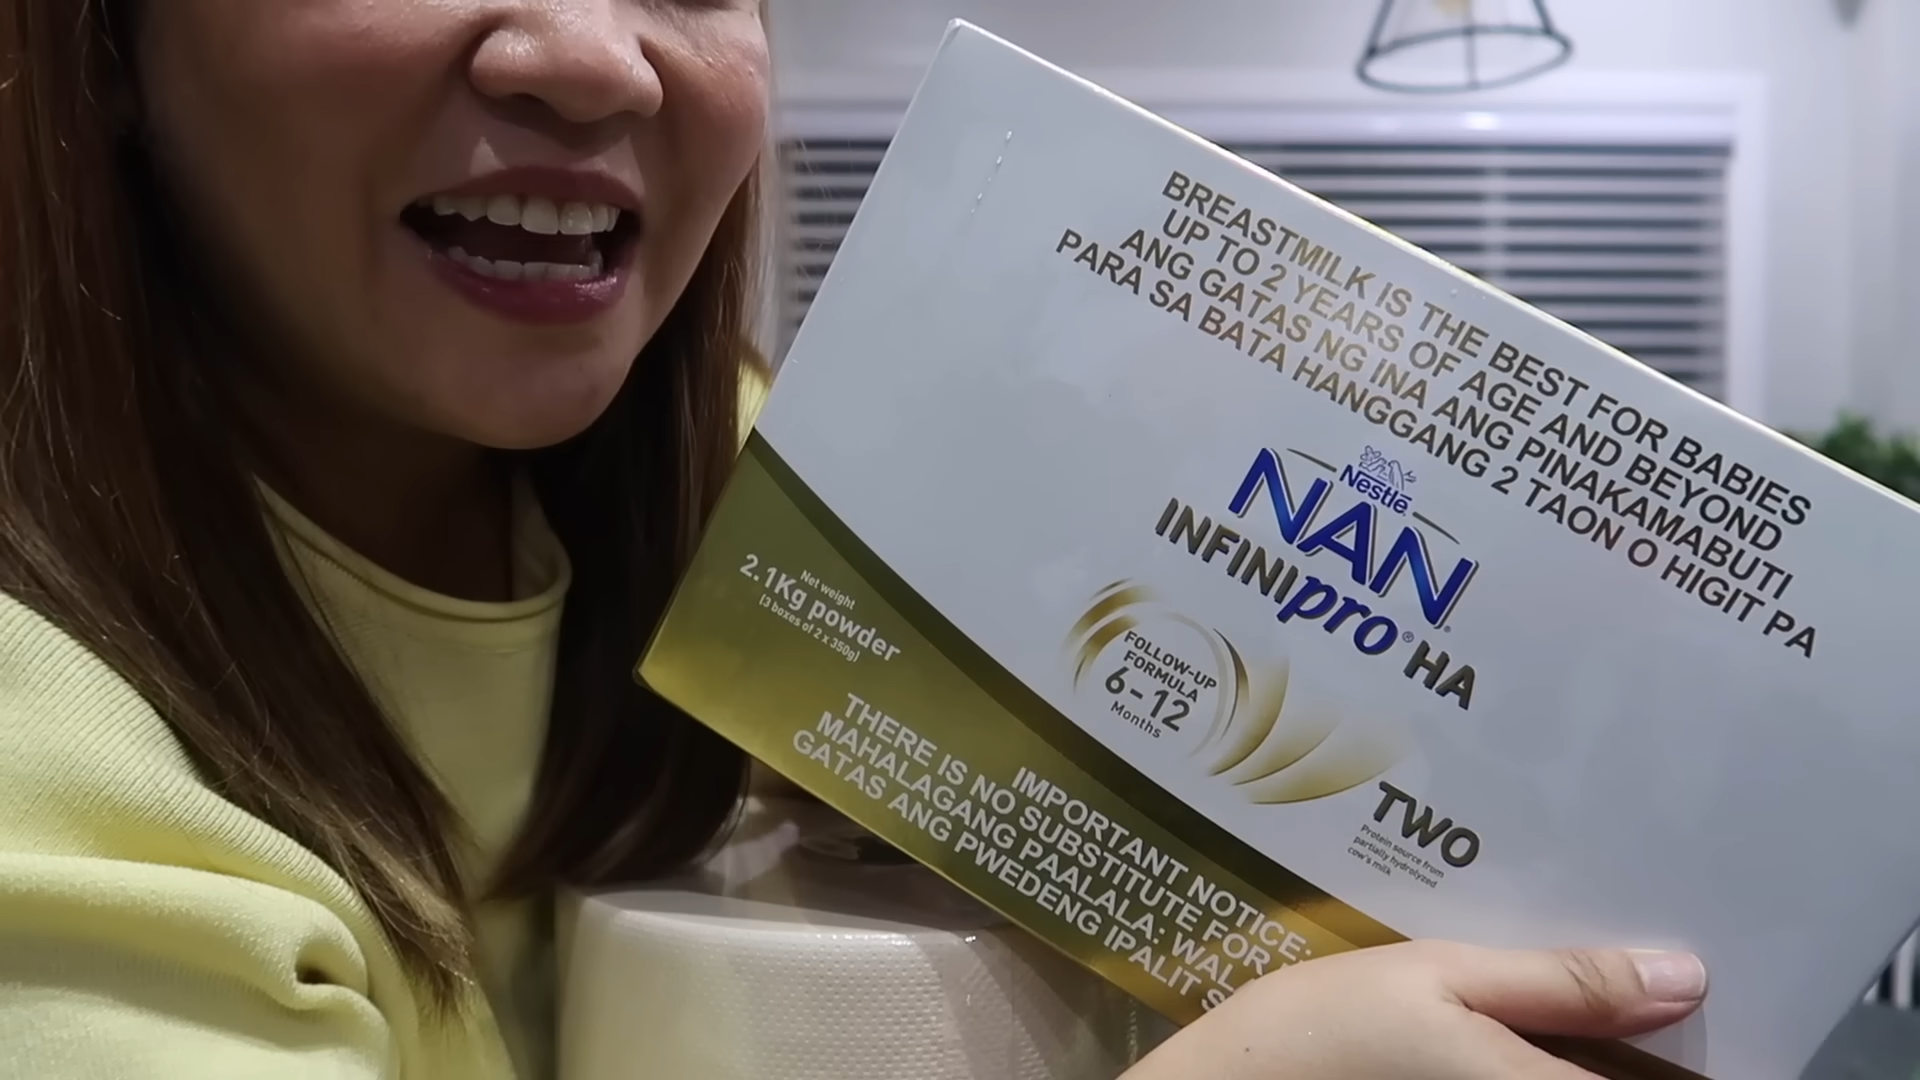 BREASTMILK IS THE BEST FOR BABIES
UP TO 2 YEARS OF AGE AND BEYOND
ANG GATAS NG INA ANG PINAKAMABUTI
PARA SA BATA HANGGANG 2 TAON O HIGIT PA
Nestlé
NAN
INFINIpro® HA
FOLLOW-UP
FORMULA
6-12
Months
TWO
Protein source from
partially hydrolyzed
cow's milk
Net weight
2.1Kg powder
(3 boxes of 2 x 350g)
IMPORTANT NOTICE:
THERE IS NO SUBSTITUTE FOR
MAHALAGANG PAALALA: WAL
GATAS ANG PWEDENG IPALIT S